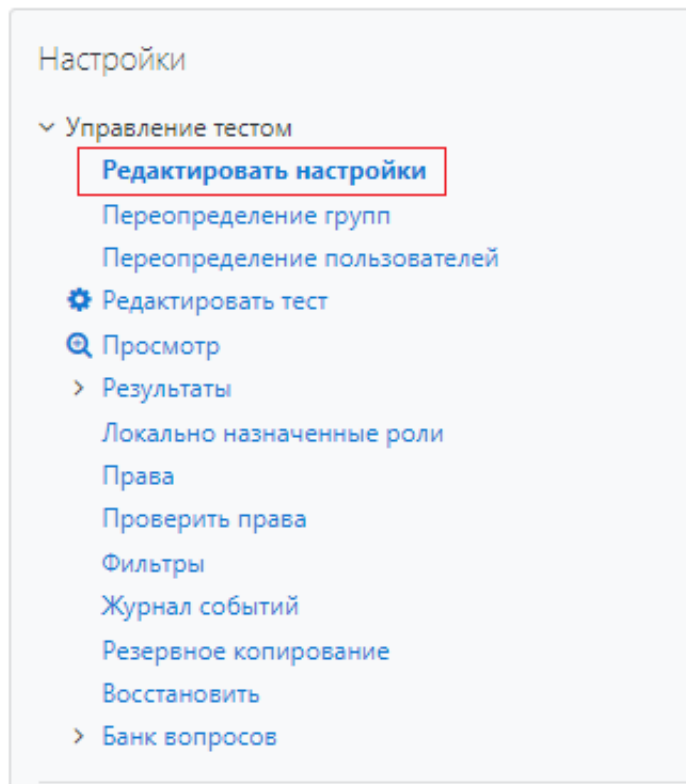 Настройки
Управление тестом
Редактировать настройки
Переопределение групп
Переопределение пользователей
Редактировать тест
Просмотр
Результаты
Локально назначенные роли
Права
Проверить права
Фильтры
Журнал событий
Резервное копирование
Восстановить
Банк вопросов